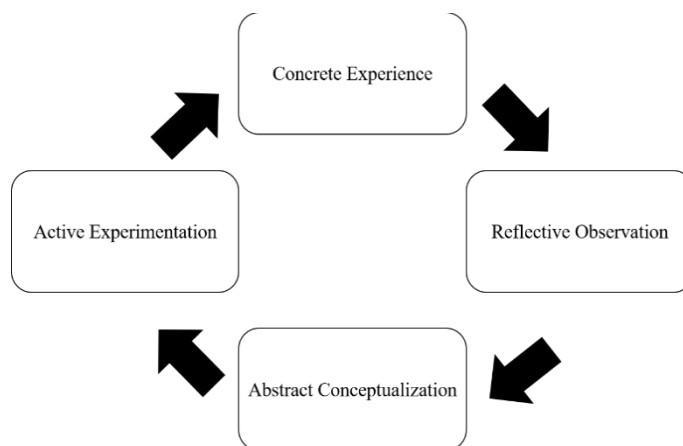 Concrete Experience
Active Experimentation
Reflective Observation
Abstract Conceptualization